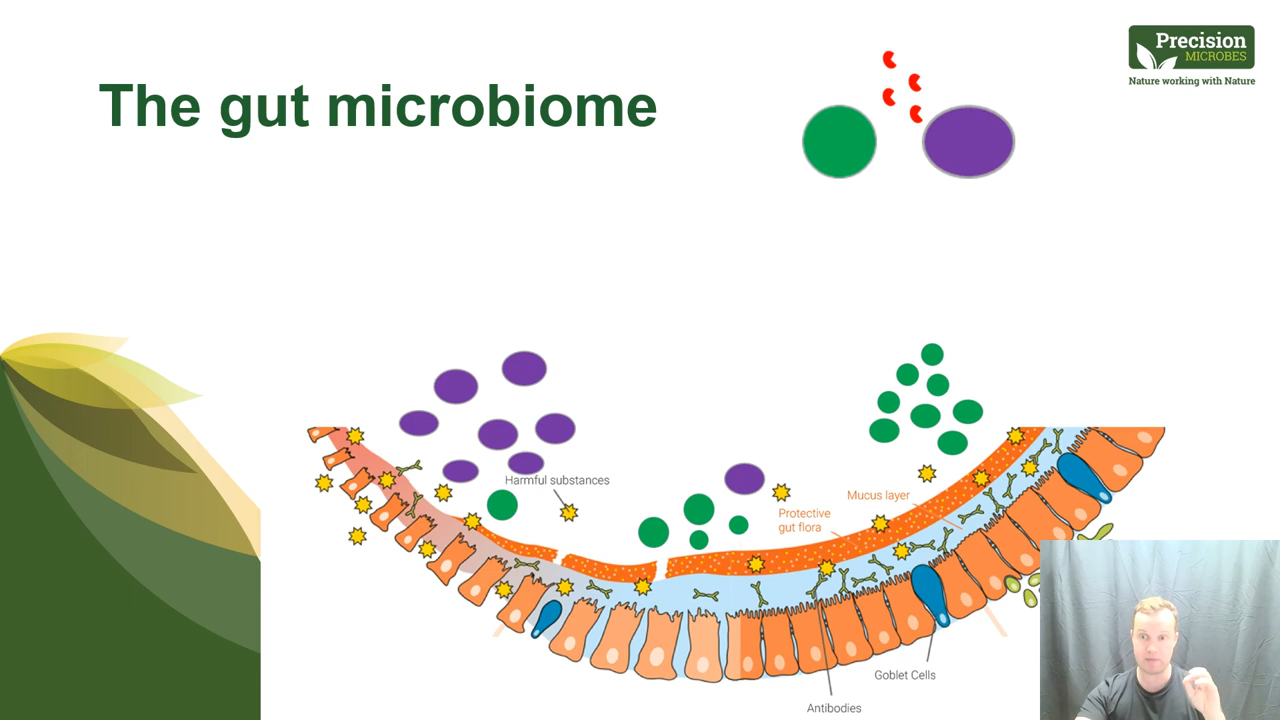 Precision
MICROBES
Nature working with Nature
The gut microbiome
Harmful substances
Mucus layer
Protective
gut flora
Goblet Cells
Antibodies